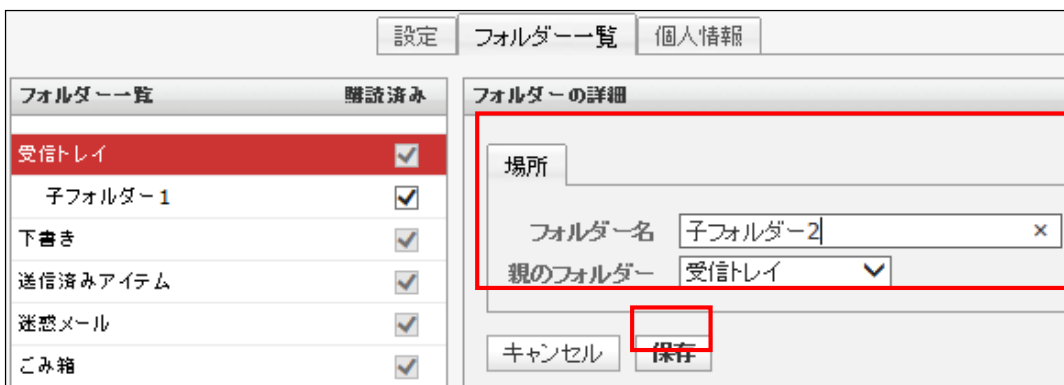 設定 フォルダー一覧 個人情報
フォルダー一覧 購読済み
受信トレイ
子フォルダー1
下書き
送信済みアイテム
迷惑メール
ごみ箱
フォルダーの詳細
場所
フォルダー名 子フォルダー2 ×
親のフォルダー 受信トレイ
キャンセル 保存